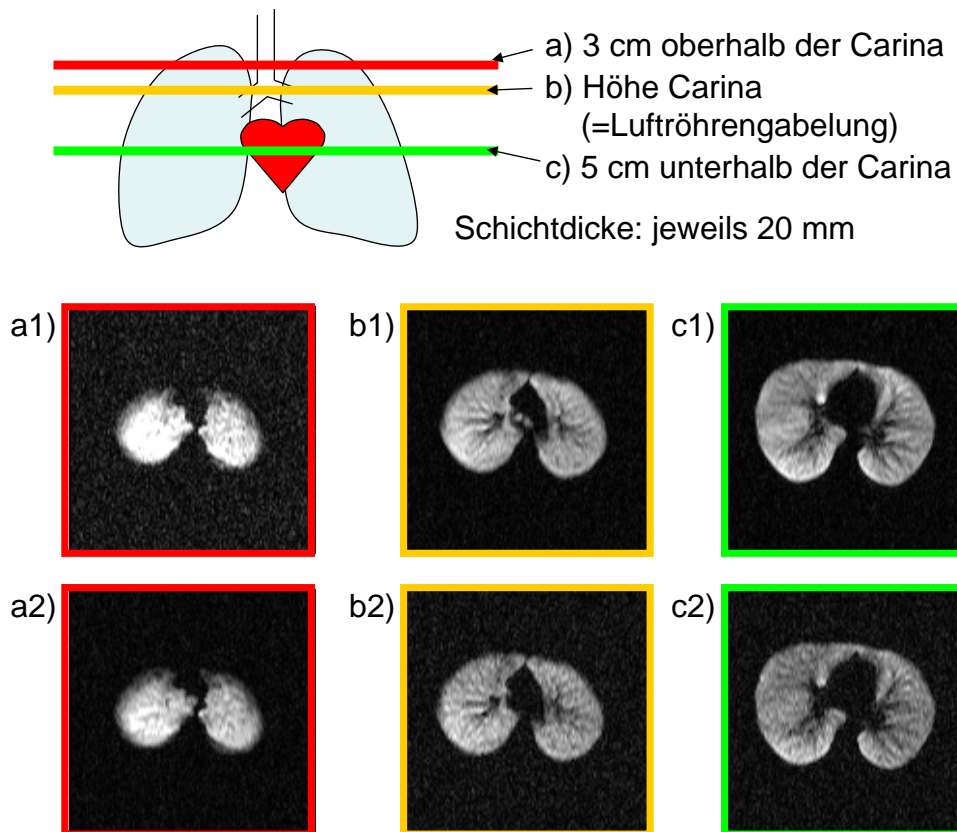 a) 3 cm oberhalb der Carina
b) Höhe Carina
(=Luftröhrengabelung)
c) 5 cm unterhalb der Carina
Schichtdicke: jeweils 20 mm
a1)
b1)
c1)
a2)
b2)
c2)